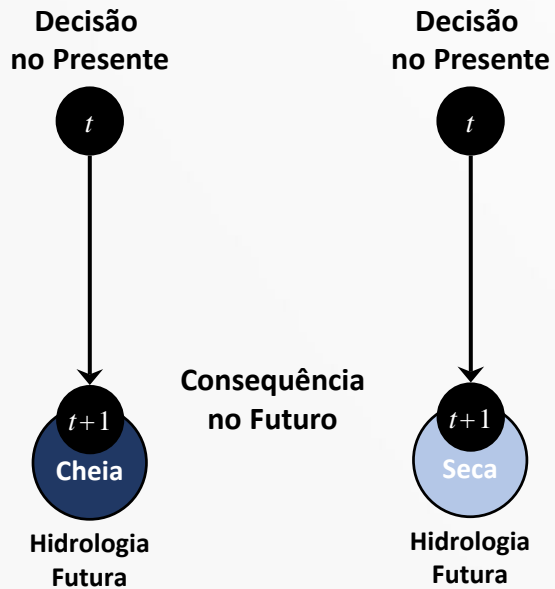 Decisão
no Presente
t
t+1
Cheia
Hidrologia
Futura
Consequência
no Futuro
Decisão
no Presente
t
t+1
Seca
Hidrologia
Futura